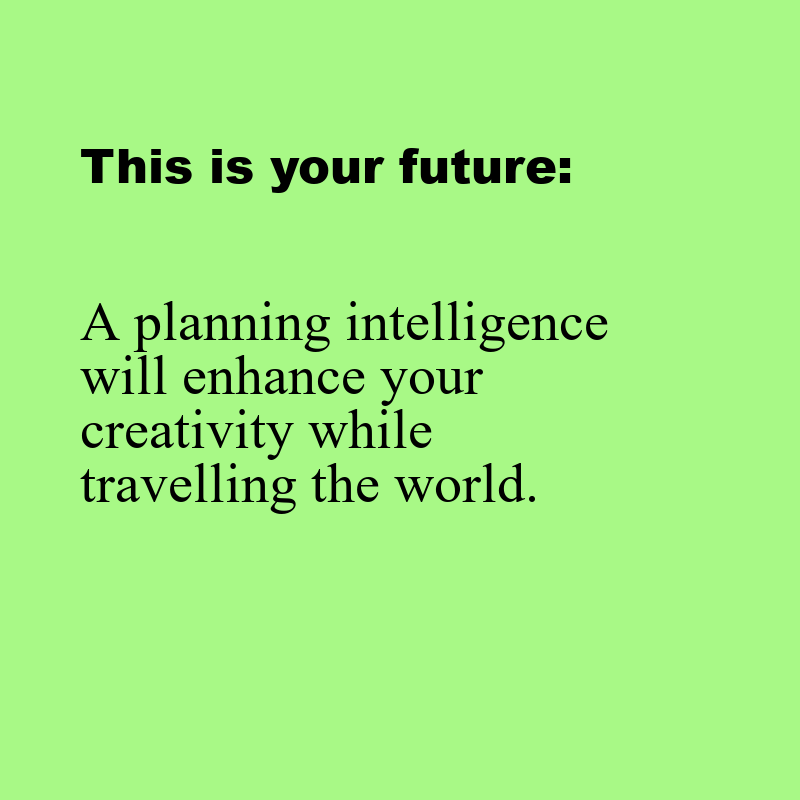 This is your future:
A planning intelligence
will enhance your
creativity while
travelling the world.